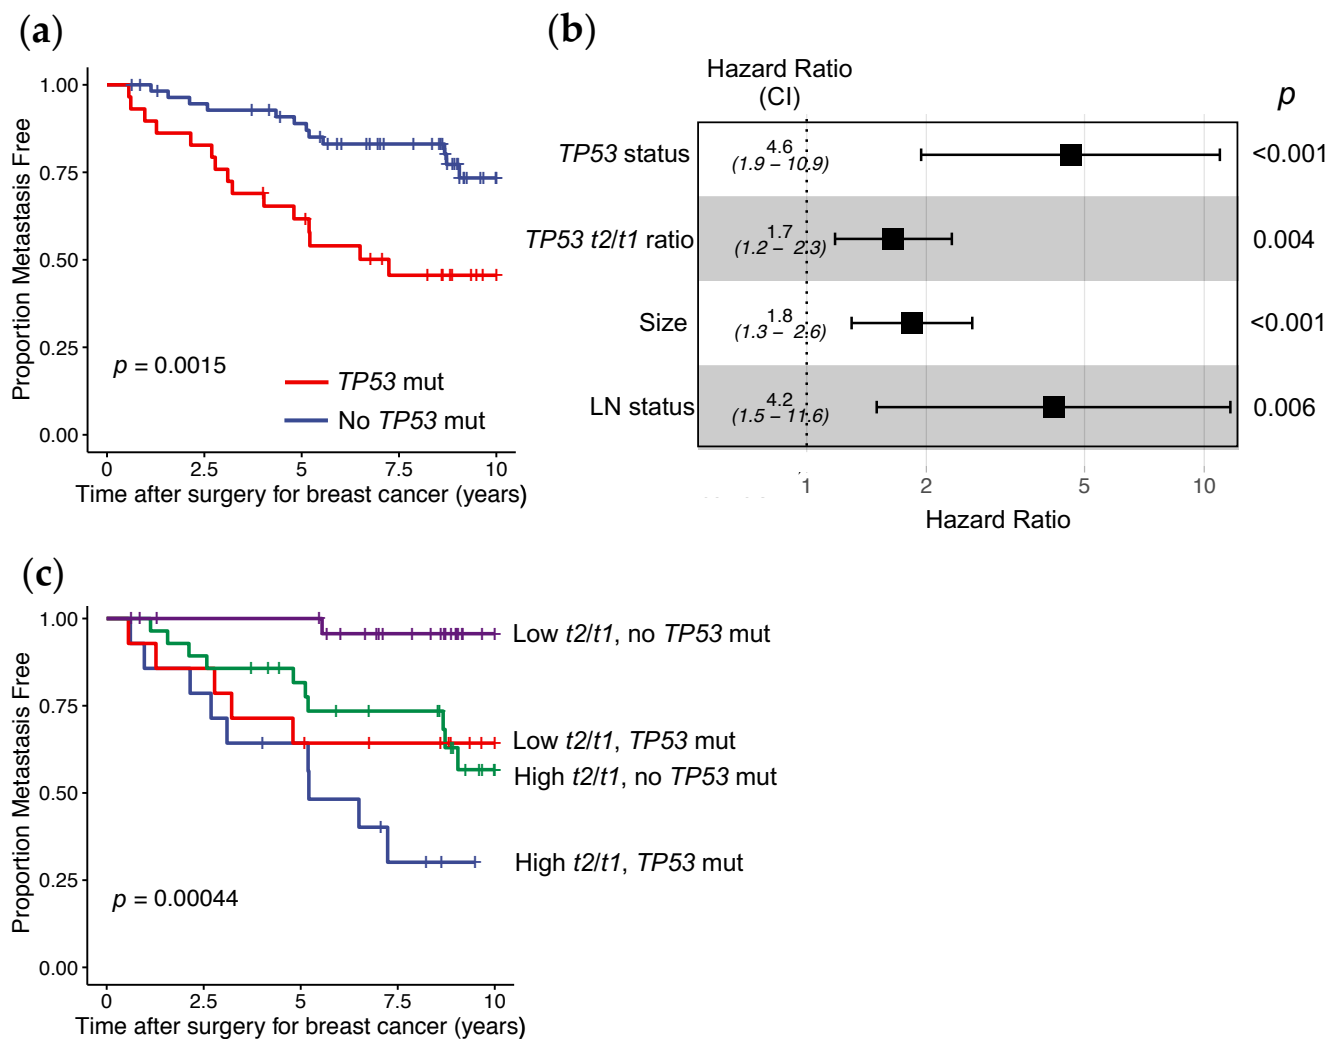 (a)
1.00
0.75
0.50
0.25
0.00
Proportion Metastasis Free
p = 0.0015
TP53 mut
No TP53 mut
0 2.5 5 7.5 10
Time after surgery for breast cancer (years)
(b)
Hazard Ratio
(CI)
p
TP53 status
4.6
(1.9 – 10.9)
<0.001
TP53 t2/t1 ratio
1.7
(1.2 – 2.3)
0.004
Size
1.8
(1.3 – 2.6)
<0.001
LN status
4.2
(1.5 – 11.6)
0.006
1 2 5 10
Hazard Ratio
(c)
1.00
0.75
0.50
0.25
0.00
Proportion Metastasis Free
Low t2/t1, no TP53 mut
Low t2/t1, TP53 mut
High t2/t1, no TP53 mut
High t2/t1, TP53 mut
p = 0.00044
0 2.5 5 7.5 10
Time after surgery for breast cancer (years)